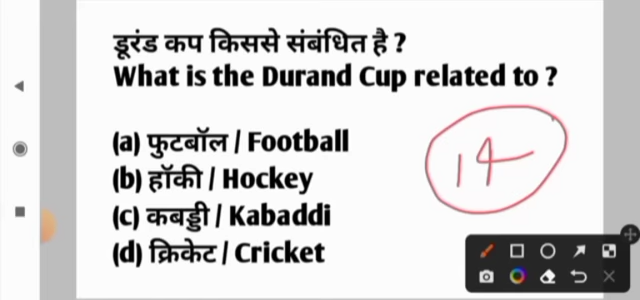 डूरंड कप किससे संबंधित है ?
What is the Durand Cup related to ?
(a) फुटबॉल / Football
(b) हॉकी / Hockey
(c) कबड्डी / Kabaddi
(d) क्रिकेट / Cricket
14